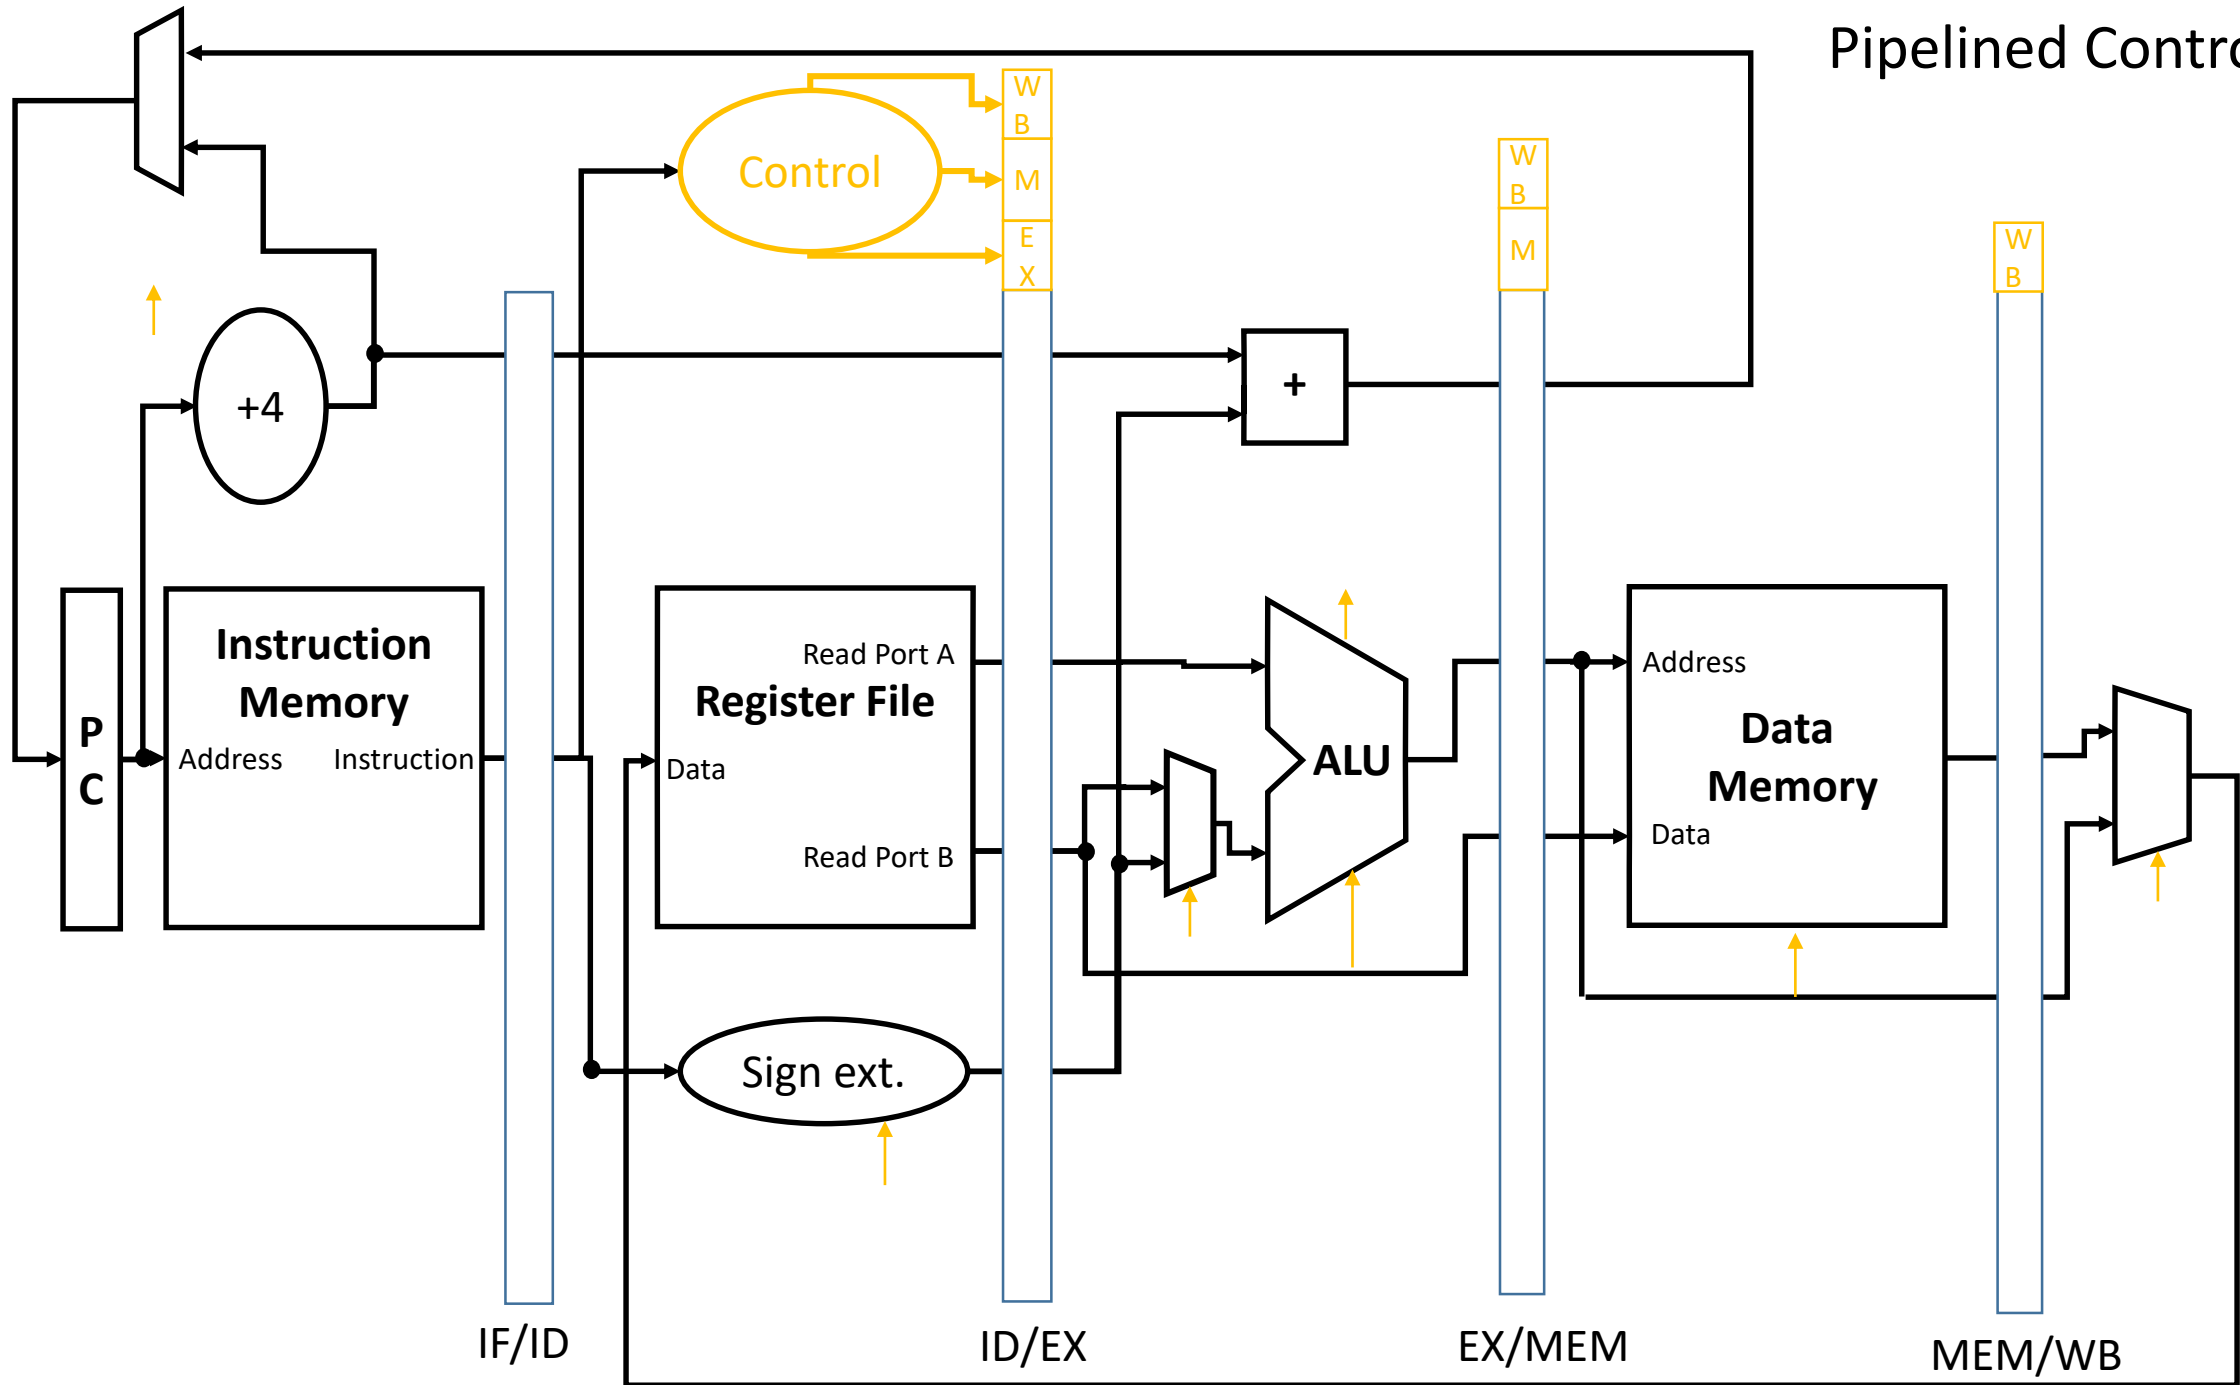 Pipelined Contro
W
B
M
E
X
Control
W
B
M
W
B
+4
+
P
C
Instruction
Memory
Address
Instruction
Read Port A
Register File
Data
Read Port B
ALU
Address
Data
Memory
Data
Sign ext.
IF/ID
ID/EX
EX/MEM
MEM/WB